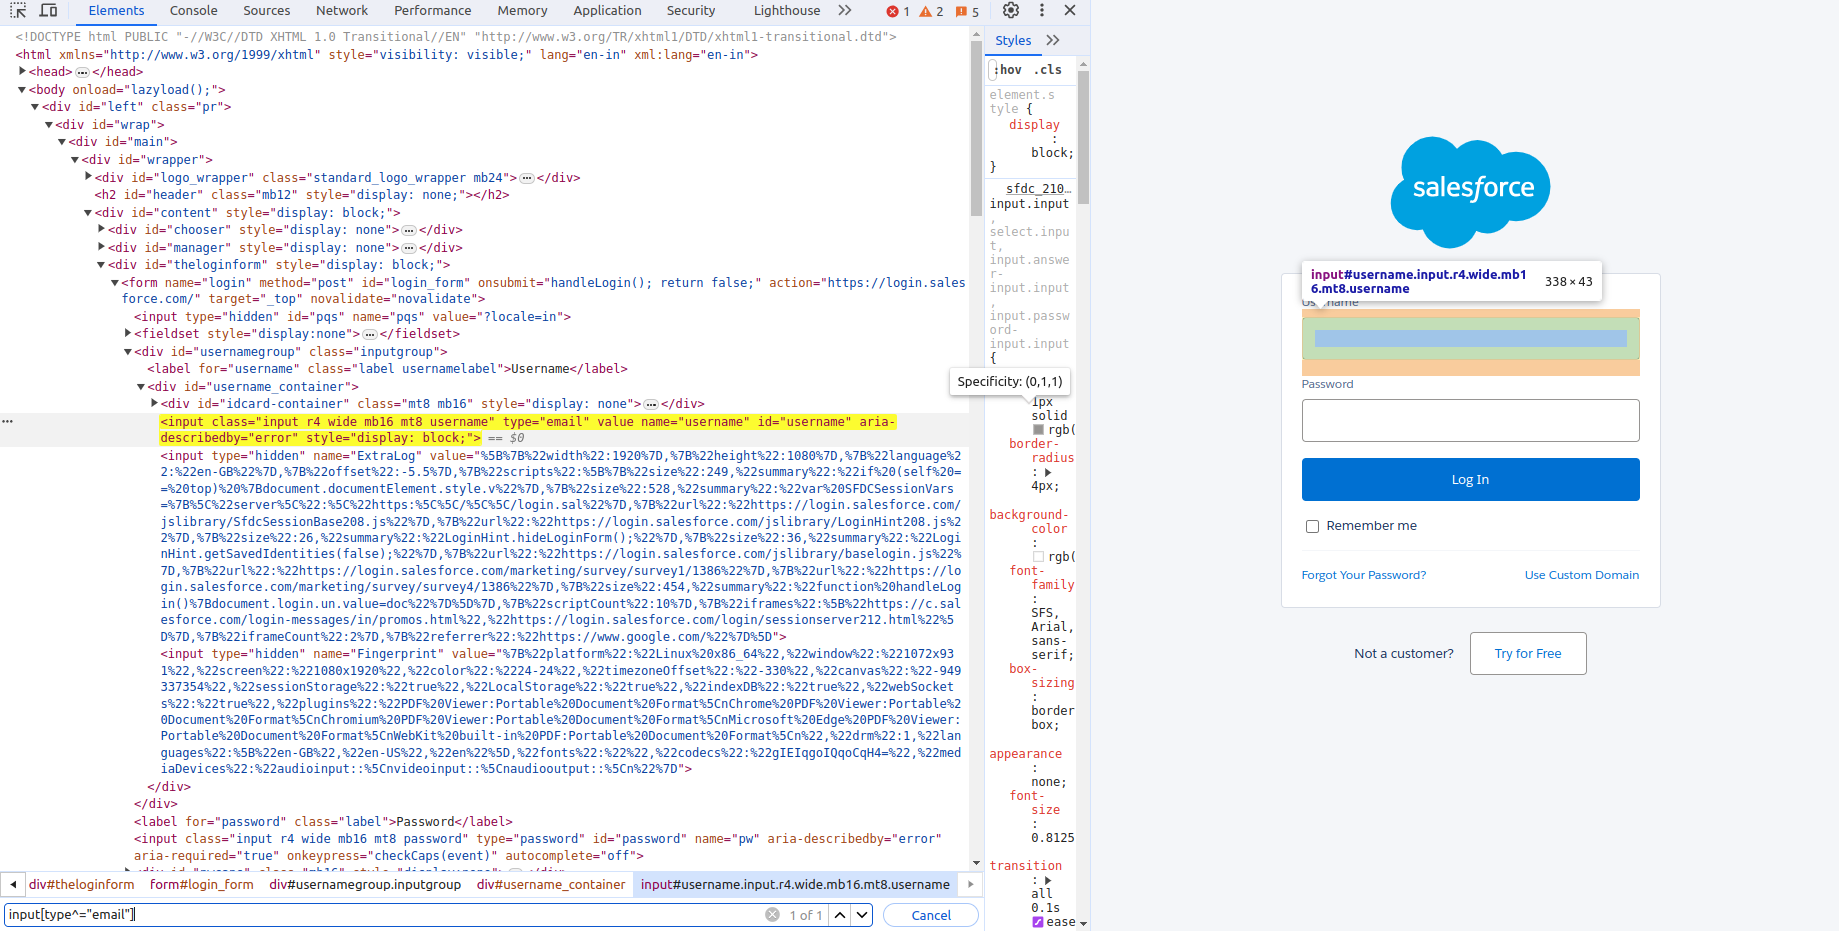 Elements Console Sources Network Performance Memory Application Security Lighthouse 1 2 5
<!DOCTYPE html PUBLIC "-//W3C//DTD XHTML 1.0 Transitional//EN" "http://www.w3.org/TR/xhtml1/DTD/xhtml1-transitional.dtd">
<html xmlns="http://www.w3.org/1999/xhtml" style="visibility: visible;" lang="en-in" xml:lang="en-in">
<head> ⋯ </head>
<body onload="lazyload();">
<div id="left" class="pr">
<div id="wrap">
<div id="main">
<div id="wrapper">
<div id="logo_wrapper" class="standard_logo_wrapper mb24"> ⋯ </div>
<h2 id="header" class="mb12" style="display: none;"></h2>
<div id="content" style="display: block;">
<div id="chooser" style="display: none"> ⋯ </div>
<div id="manager" style="display: none"> ⋯ </div>
<div id="theloginform" style="display: block;">
<form name="login" method="post" id="login_form" onsubmit="handleLogin(); return false;" action="https://login.sales
force.com/" target="_top" novalidate="novalidate">
<input type="hidden" id="pqs" name="pqs" value="?locale=in">
<fieldset style="display:none"> ⋯ </fieldset>
<div id="usernamegroup" class="inputgroup">
<label for="username" class="label usernamelabel">Username</label>
<div id="username_container">
<div id="idcard-container" class="mt8 mb16" style="display: none"> ⋯ </div>
<input class="input r4 wide mb16 mt8 username" type="email" value name="username" id="username" aria-
describedby="error" style="display: block;"> == $0
<input type="hidden" name="ExtraLog" value="%5B%7B%22width%22:1920%7D,%7B%22height%22:1080%7D,%7B%22language%2
2:%22en-GB%22%7D,%7B%22offset%22:-5.5%7D,%7B%22scripts%22:%5B%7B%22size%22:249,%22summary%22:%22if%20(self%20=
=%20top)%20%7Bdocument.documentElement.style.v%22%7D,%7B%22size%22:528,%22summary%22:%22var%20SFDCSessionVars
=%7B%5C%22server%5C%22:%5C%22https:%5C%5C/%5C%5C/login.sal%22%7D,%7B%22url%22:%22https://login.salesforce.com/
jslibrary/SfdcSessionBase208.js%22%7D,%7B%22url%22:%22https://login.salesforce.com/jslibrary/LoginHint208.js%2
2%7D,%7B%22size%22:26,%22summary%22:%22LoginHint.hideLoginForm();%22%7D,%7B%22size%22:36,%22summary%22:%22Logi
nHint.getSavedIdentities(false);%22%7D,%7B%22url%22:%22https://login.salesforce.com/jslibrary/baselogin.js%22%
7D,%7B%22url%22:%22https://login.salesforce.com/marketing/survey/survey1/1386%22%7D,%7B%22url%22:%22https://lo
gin.salesforce.com/marketing/survey/survey4/1386%22%7D,%7B%22size%22:454,%22summary%22:%22function%20handleLog
in()%7Bdocument.login.un.value=doc%22%7D%5D%7D,%7B%22scriptCount%22:10%7D,%7B%22iframes%22:%5B%22https://c.sal
esforce.com/login-messages/in/promos.html%22,%22https://login.salesforce.com/login/sessionserver212.html%22%5
D%7D,%7B%22iframeCount%22:2%7D,%7B%22referrer%22:%22https://www.google.com/%22%7D%5D">
<input type="hidden" name="Fingerprint" value="%7B%22platform%22:%22Linux%20x86_64%22,%22window%22:%221072x93
1%22,%22screen%22:%221080x1920%22,%22color%22:%2224-24%22,%22timezoneOffset%22:%22-330%22,%22canvas%22:%22-949
337354%22,%22sessionStorage%22:%22true%22,%22LocalStorage%22:%22true%22,%22indexDB%22:%22true%22,%22webSocket
s%22:%22true%22,%22plugins%22:%22PDF%20Viewer:Portable%20Document%20Format%5CnChrome%20PDF%20Viewer:Portable%2
0Document%20Format%5CnChromium%20PDF%20Viewer:Portable%20Document%20Format%5CnMicrosoft%20Edge%20PDF%20Viewer:
Portable%20Document%20Format%5CnWebKit%20built-in%20PDF:Portable%20Document%20Format%5Cn%22,%22drm%22:1,%22lan
guages%22:%5B%22en-GB%22,%22en-US%22,%22en%22%5D,%22fonts%22:%22%22,%22codecs%22:%22gIEIqgoIQqoCqH4=%22,%22med
iaDevices%22:%22audioinput::%5Cnvideoinput::%5Cnaudiooutput::%5Cn%22%7D">
</div>
</div>
<label for="password" class="label">Password</label>
<input class="input r4 wide mb16 mt8 password" type="password" id="password" name="pw" aria-describedby="error"
aria-required="true" onkeypress="checkCaps(event)" autocomplete="off">
div#theloginform form#login_form div#usernamegroup.inputgroup div#username_container input#username.input.r4.wide.mb16.mt8.username
input[type^="email"] 1 of 1 Cancel
Styles
:hov .cls
element.s
tyle {
display
:
block;
}
sfdc_210…
input.input
,
select.inpu
t,
input.answe
r-
input.input
,
input.passw
ord-
input.input
{
Specificity: (0,1,1)
1px
solid
rgb(
border-
radius
:
4px;
background-
color
:
rgb(
font-
family
:
SFS,
Arial,
sans-
serif;
box-
sizing
:
border
box;
appearance
:
none;
font-
size
:
0.8125
transition
:
all
0.1s
ease
salesforce
input#username.input.r4.wide.mb1
6.mt8.username 338 × 43
Username
Password
Log In
Remember me
Forgot Your Password? Use Custom Domain
Not a customer? Try for Free